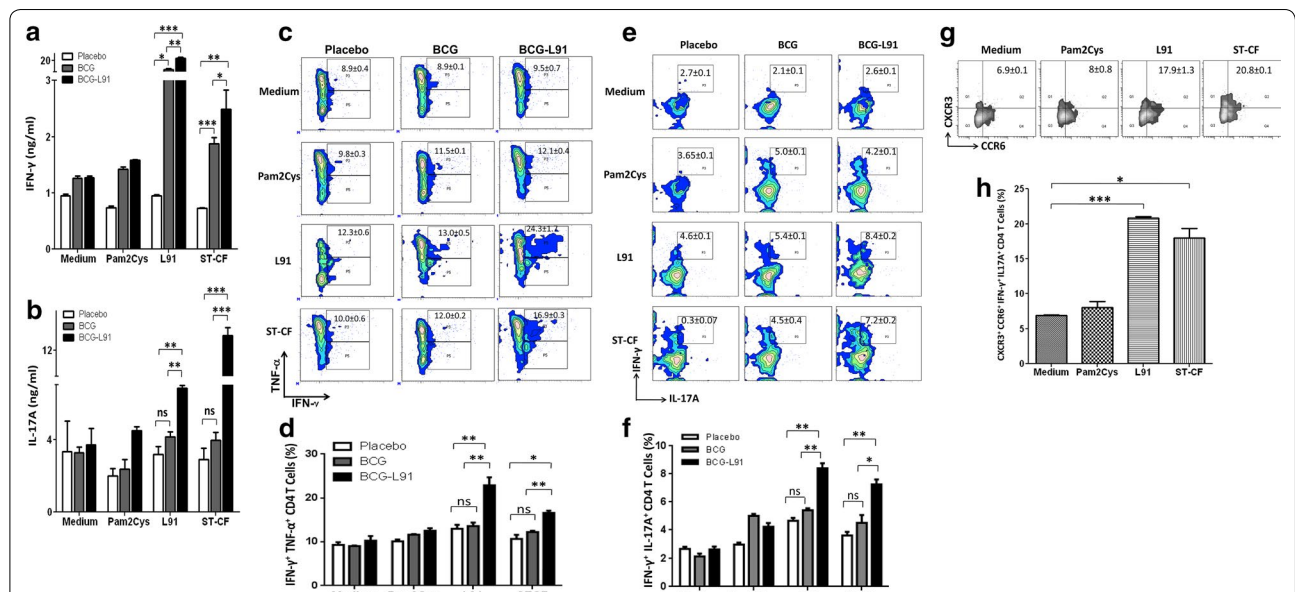 a
IFN-γ (ng/ml)
Placebo
BCG
BCG-L91
***
*
**
**
*
***
20
10
3
2
1
0
Medium Pam2Cys L91 ST-CF
b
IL-17A (ng/ml)
Placebo
BCG
BCG-L91
**
**
ns
***
***
ns
12
4
0
Medium Pam2Cys L91 ST-CF
c
Placebo BCG BCG-L91
Medium
8.9±0.4 8.9±0.1 9.5±0.7
Pam2Cys
9.8±0.3 11.5±0.1 12.1±0.4
L91
12.3±0.6 13.0±0.5
ST-CF
10.0±0.6 12.0±0.2 16.9±0.3
TNF-α
IFN-γ
d
IFN-γ⁺ TNF-α⁺ CD4 T Cells (%)
Placebo
BCG
BCG-L91
**
**
ns
*
**
ns
30
20
10
0
e
Placebo BCG BCG-L91
Medium
2.7±0.1 2.1±0.1 2.6±0.1
Pam2Cys
3.65±0.1 5.0±0.1 4.2±0.1
L91
4.6±0.1 5.4±0.1 8.4±0.2
ST-CF
0.3±0.07 4.5±0.4 7.2±0.2
IFN-γ
IL-17A
f
IFN-γ⁺ IL-17A⁺ CD4 T Cells (%)
Placebo
BCG
BCG-L91
**
**
ns
**
*
ns
10
8
6
4
2
0
g
Medium Pam2Cys L91 ST-CF
6.9±0.1 8±0.8 17.9±1.3 20.8±0.1
CXCR3
CCR6
h
CXCR3⁺ CCR6⁺ IFN-γ⁺ IL17A⁺ CD4 T Cells (%)
*
***
25
20
15
10
5
0
Medium Pam2Cys L91 ST-CF